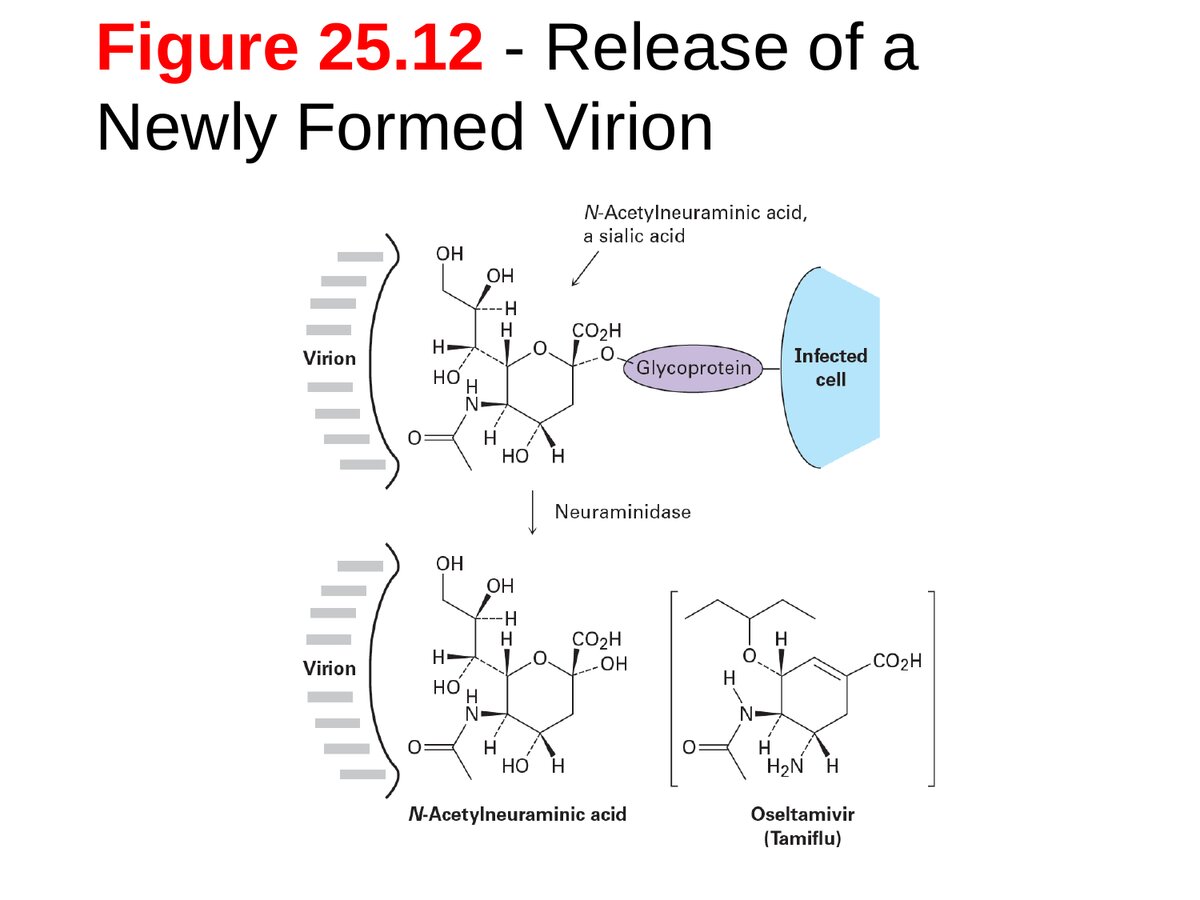 Figure 25.12 - Release of a
Newly Formed Virion
N-Acetylneuraminic acid,
a sialic acid
OH
OH
H
H
CO₂H
H
O
O
Glycoprotein
Infected
cell
Virion
HO
H
N
O
H
HO
H
Neuraminidase
OH
OH
H
H
CO₂H
H
O
OH
Virion
HO
H
N
O
H
HO
H
N-Acetylneuraminic acid
H
O
CO₂H
H
N
O
H
H₂N
H
Oseltamivir
(Tamiflu)